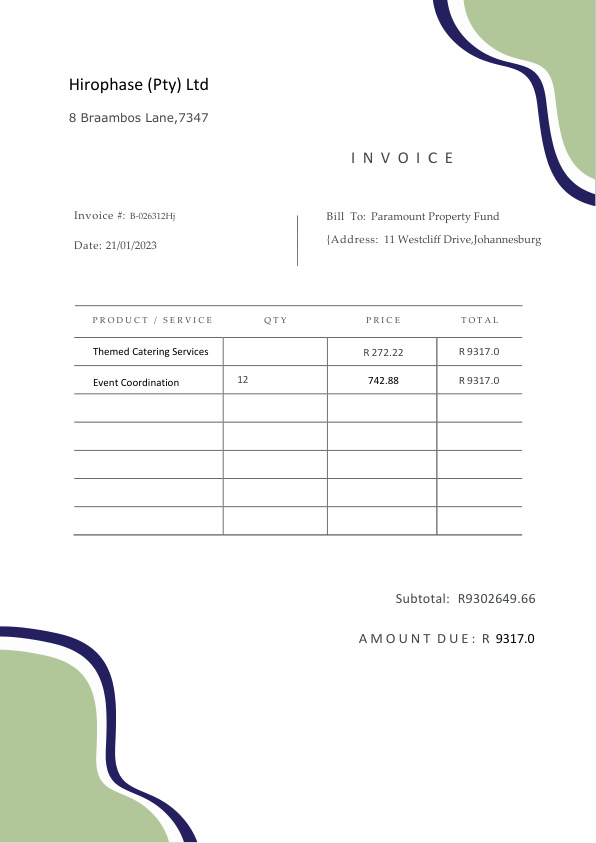 Hirophase (Pty) Ltd
8 Braambos Lane,7347
INVOICE
Invoice #: B-026312Hj
Bill To: Paramount Property Fund
Date: 21/01/2023
{Address: 11 Westcliff Drive,Johannesburg
PRODUCT / SERVICE QTY PRICE TOTAL
Themed Catering Services R 272.22 R 9317.0
Event Coordination 12 742.88 R 9317.0
Subtotal: R9302649.66
AMOUNT DUE: R 9317.0